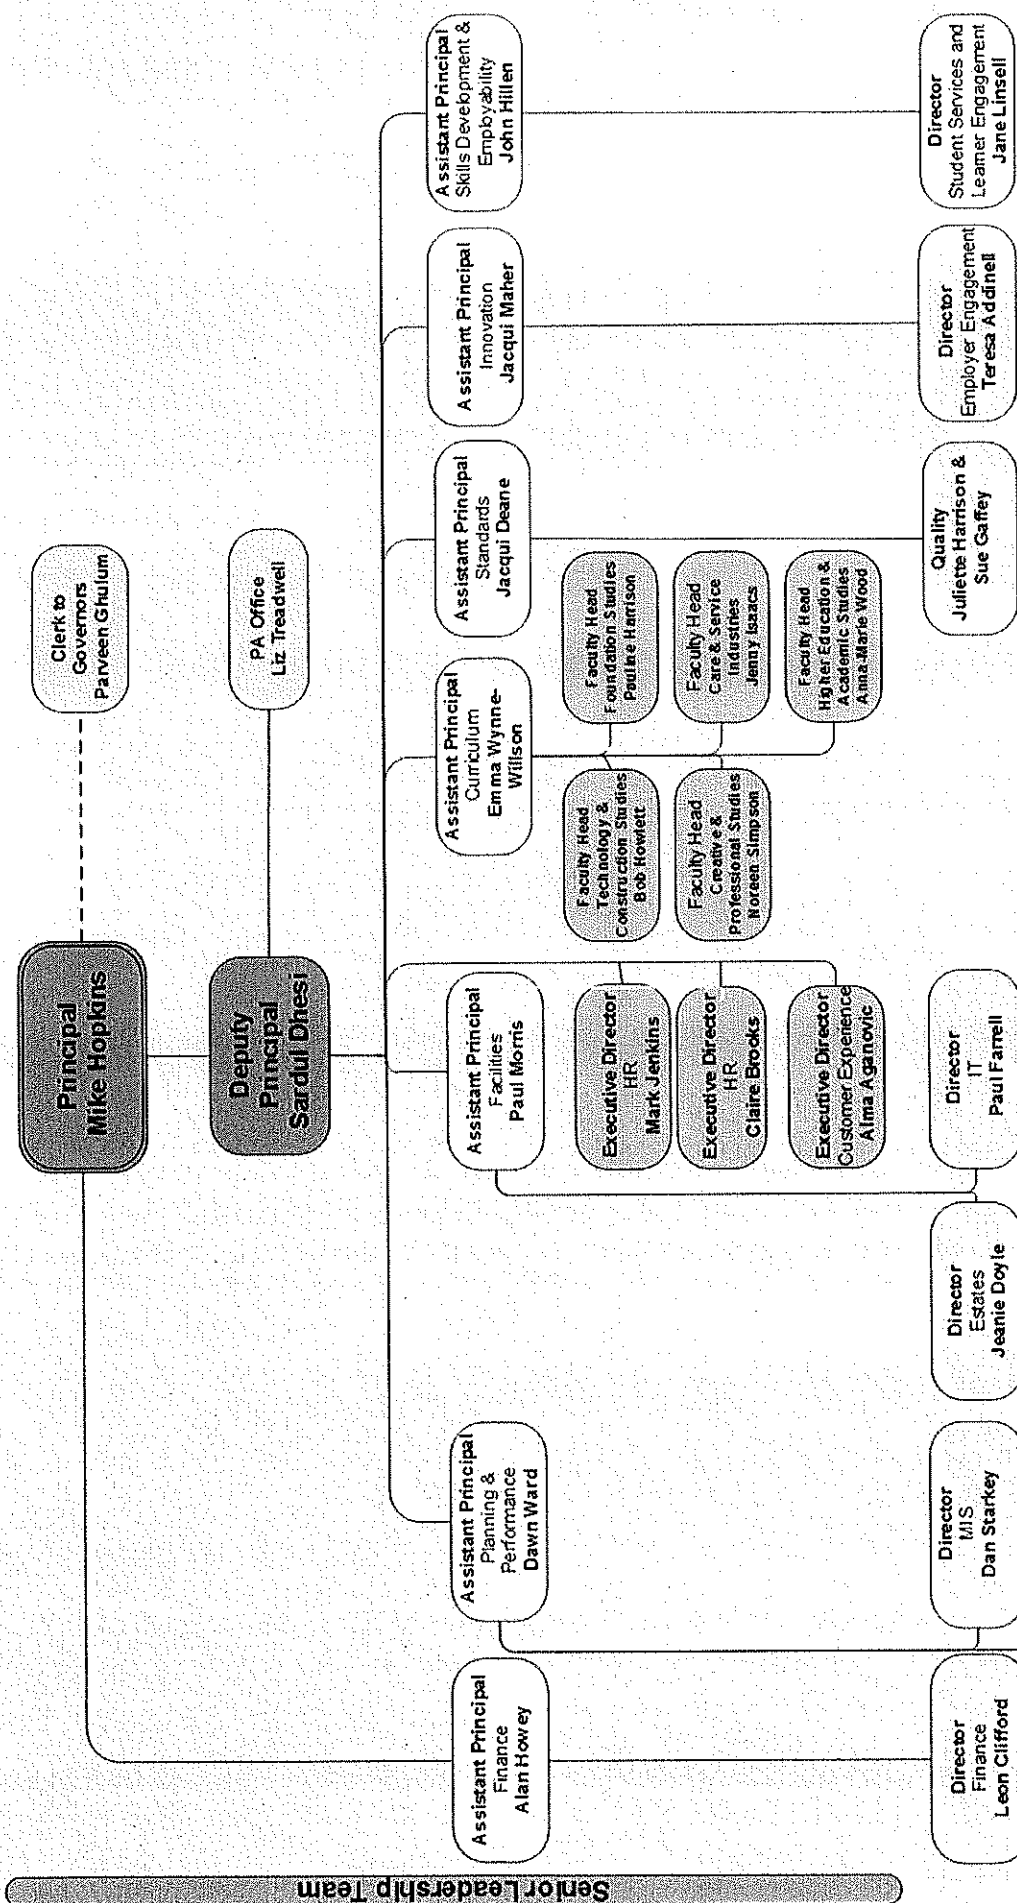 Senior Leadership Team
Principal
Mike Hopkins
Clerk to
Governors
Parveen Ghulum
Deputy
Principal
Sardul Dhesi
PA Office
Liz Treadwell
Assistant Principal
Finance
Alan Howey
Assistant Principal
Planning &
Performance
Dawn Ward
Assistant Principal
Facilities
Paul Morris
Assistant Principal
Curriculum
Emma Wynne-
Willson
Assistant Principal
Standards
Jacqui Deane
Assistant Principal
Innovation
Jacqui Maher
Assistant Principal
Skills Development &
Employability
John Hillen
Executive Director
HR
Mark Jenkins
Executive Director
HR
Claire Brooks
Executive Director
Customer Experience
Alma Aganovic
Faculty Head
Technology &
Construction Studies
Bob Howlett
Faculty Head
Foundation Studies
Pauline Harrison
Faculty Head
Creative &
Professional Studies
Noreen Simpson
Faculty Head
Care & Service
Industries
Jenny Isaacs
Faculty Head
Higher Education &
Academic Studies
Anna-Marie Wood
Director
Finance
Leon Clifford
Director
MIS
Dan Starkey
Director
Estates
Jeanie Doyle
Director
IT
Paul Farrell
Quality
Juliette Harrison &
Sue Gaffey
Director
Employer Engagement
Teresa Addinell
Director
Student Services and
Learner Engagement
Jane Linsell